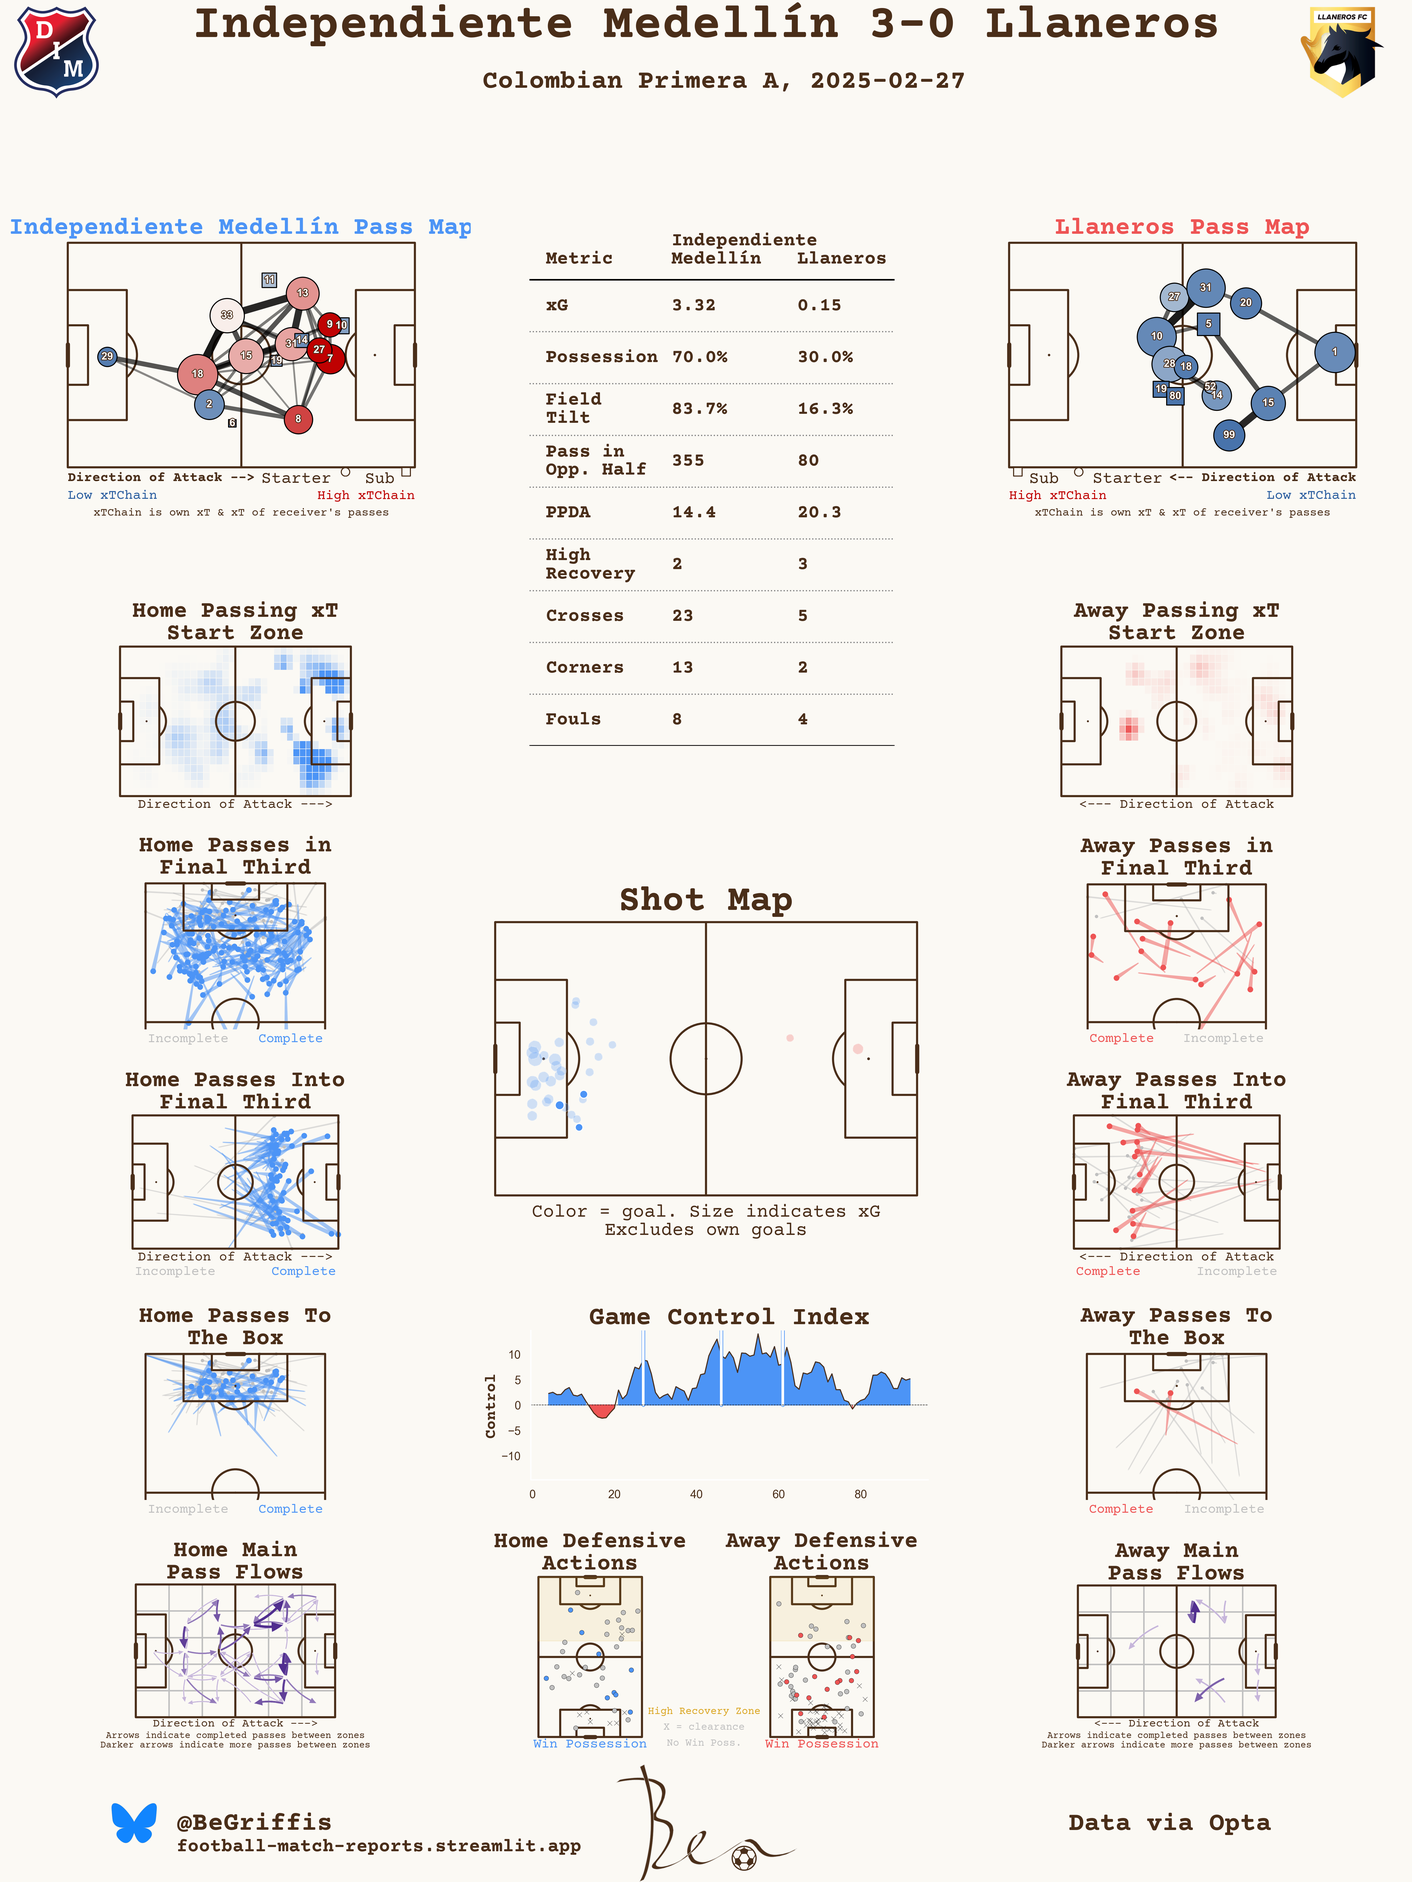 Independiente Medellín 3-0 Llaneros
Colombian Primera A, 2025-02-27
D
I
M
LLANEROS FC
Independiente Medellín Pass Map
11
13
33
9
10
31
14
27
7
15
19
29
18
2
8
6
Direction of Attack --> Starter Sub
Low xTChain High xTChain
xTChain is own xT & xT of receiver's passes
Metric Independiente Medellín Llaneros
xG 3.32 0.15
Possession 70.0% 30.0%
Field Tilt 83.7% 16.3%
Pass in Opp. Half 355 80
PPDA 14.4 20.3
High Recovery 2 3
Crosses 23 5
Corners 13 2
Fouls 8 4
Llaneros Pass Map
27
31
20
5
10
1
28
18
19
80
52
14
15
99
Sub Starter <-- Direction of Attack
High xTChain Low xTChain
xTChain is own xT & xT of receiver's passes
Home Passing xT
Start Zone
Direction of Attack --->
Away Passing xT
Start Zone
<--- Direction of Attack
Home Passes in
Final Third
Incomplete Complete
Away Passes in
Final Third
Complete Incomplete
Shot Map
Color = goal. Size indicates xG
Excludes own goals
Home Passes Into
Final Third
Direction of Attack --->
Incomplete Complete
Away Passes Into
Final Third
<--- Direction of Attack
Complete Incomplete
Home Passes To
The Box
Incomplete Complete
Game Control Index
Control
10
5
0
−5
−10
0 20 40 60 80
Away Passes To
The Box
Complete Incomplete
Home Main
Pass Flows
Direction of Attack --->
Arrows indicate completed passes between zones
Darker arrows indicate more passes between zones
Home Defensive
Actions
Win Possession
Away Defensive
Actions
Win Possession
High Recovery Zone
X = clearance
No Win Poss.
Away Main
Pass Flows
<--- Direction of Attack
Arrows indicate completed passes between zones
Darker arrows indicate more passes between zones
@BeGriffis
football-match-reports.streamlit.app
Ben
Data via Opta